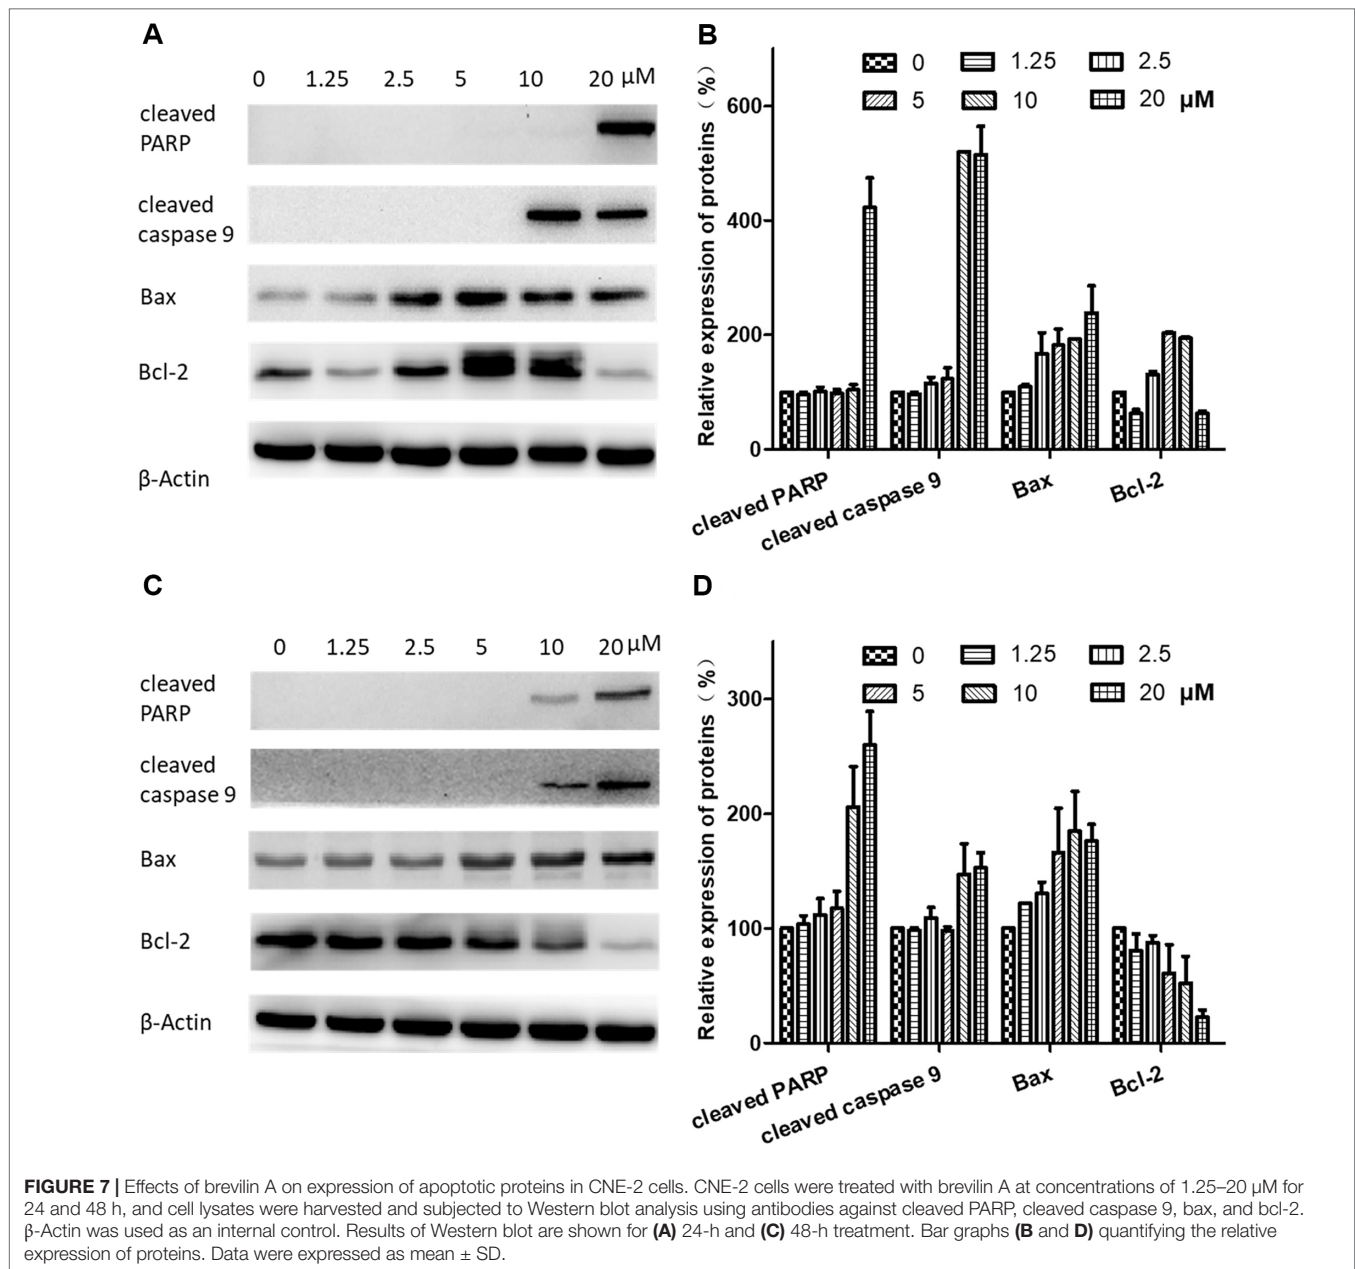 A
0 1.25 2.5 5 10 20 μM
cleaved
PARP
cleaved
caspase 9
Bax
Bcl-2
β-Actin
B
Relative expression of proteins (%)
600
400
200
0
0 1.25 2.5
5 10 20 μM
cleaved PARP
cleaved caspase 9
Bax
Bcl-2
C
0 1.25 2.5 5 10 20 μM
cleaved
PARP
cleaved
caspase 9
Bax
Bcl-2
β-Actin
D
Relative expression of proteins (%)
300
200
100
0
0 1.25 2.5
5 10 20 μM
cleaved PARP
cleaved caspase 9
Bax
Bcl-2
FIGURE 7 | Effects of brevilin A on expression of apoptotic proteins in CNE-2 cells. CNE-2 cells were treated with brevilin A at concentrations of 1.25–20 μM for
24 and 48 h, and cell lysates were harvested and subjected to Western blot analysis using antibodies against cleaved PARP, cleaved caspase 9, bax, and bcl-2.
β-Actin was used as an internal control. Results of Western blot are shown for (A) 24-h and (C) 48-h treatment. Bar graphs (B and D) quantifying the relative
expression of proteins. Data were expressed as mean ± SD.